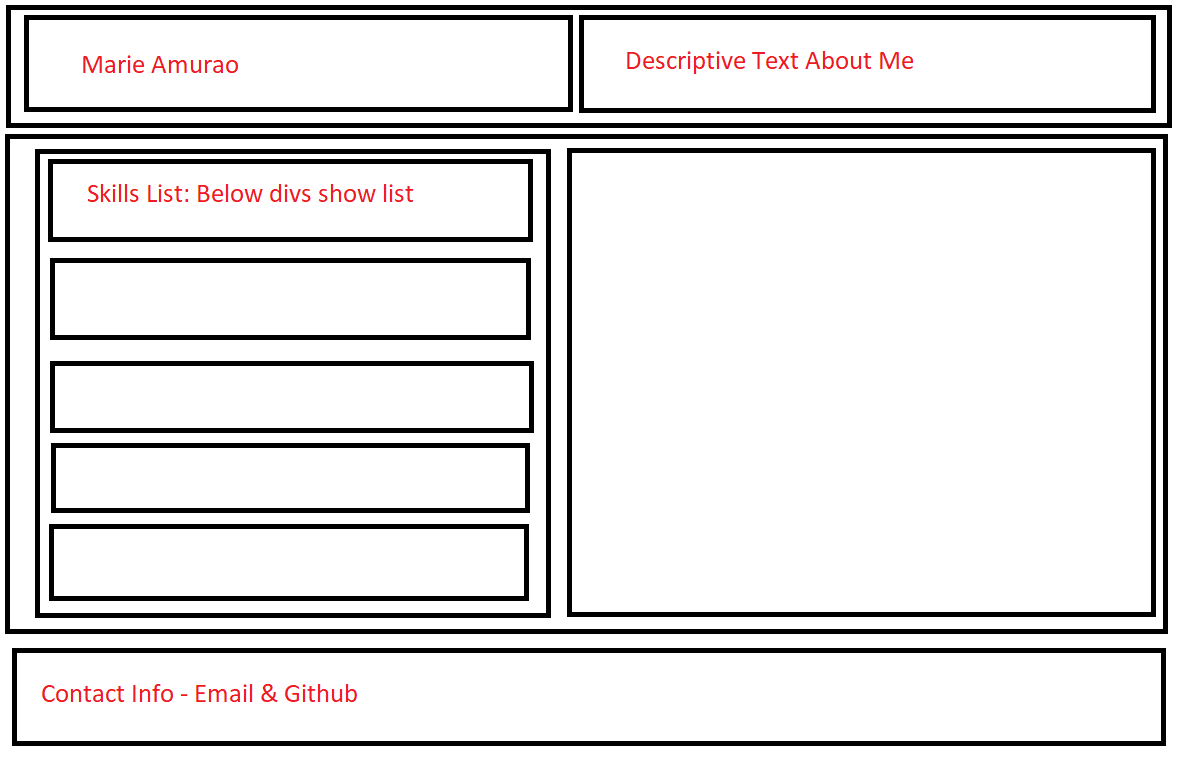 Marie Amurao
Descriptive Text About Me
Skills List: Below divs show list
Contact Info - Email & Github